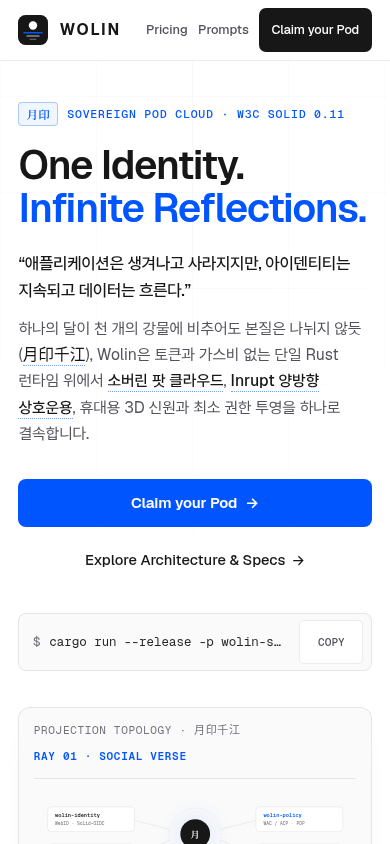 WOLIN
Pricing Prompts Claim your Pod
月印 SOVEREIGN POD CLOUD · W3C SOLID 0.11
One Identity.
Infinite Reflections.
“애플리케이션은 생겨나고 사라지지만, 아이덴티티는
지속되고 데이터는 흐른다.”
하나의 달이 천 개의 강물에 비추어도 본질은 나뉘지 않듯
(月印千江), Wolin은 토큰과 가스비 없는 단일 Rust
런타임 위에서 소버린 팟 클라우드, Inrupt 양방향
상호운용, 휴대용 3D 신원과 최소 권한 투영을 하나로
결속합니다.
Claim your Pod →
Explore Architecture & Specs →
$ cargo run --release -p wolin-s… COPY
PROJECTION TOPOLOGY · 月印千江
RAY 01 · SOCIAL VERSE
wolin-identity
WebID · Solid-OIDC
月
wolin-policy
WAC / ACP · POP